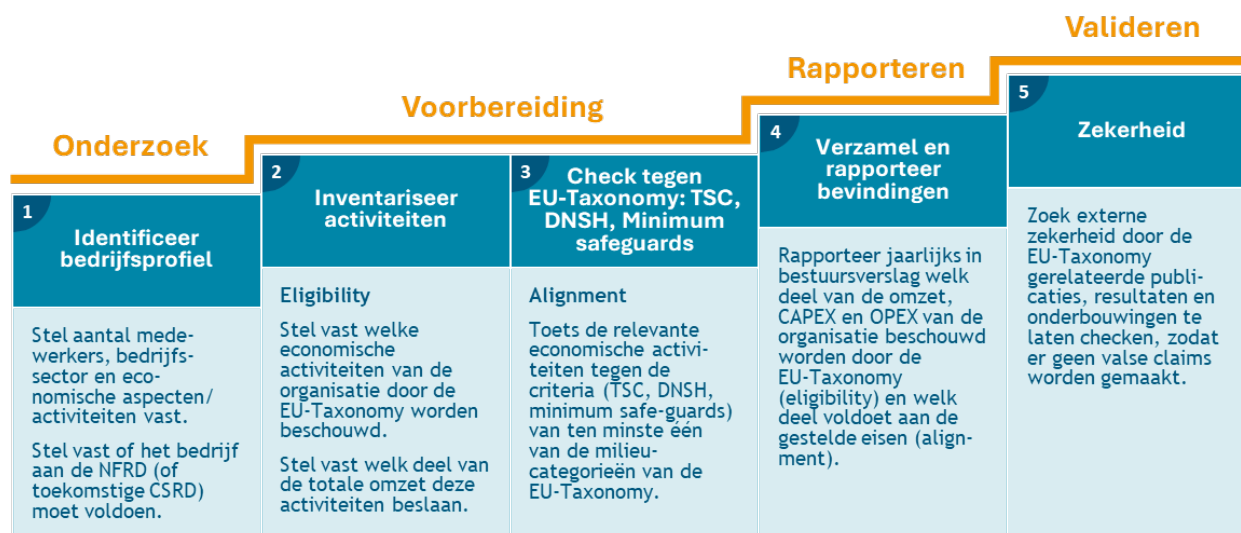 Onderzoek
Voorbereiding
Rapporteren
Valideren
1
Identificeer
bedrijfsprofiel
Stel aantal mede-
werkers, bedrijfs-
sector en eco-
nomische aspecten/
activiteiten vast.
Stel vast of het bedrijf
aan de NFRD (of
toekomstige CSRD)
moet voldoen.
2
Inventariseer
activiteiten
Eligibility
Stel vast welke
economische
activiteiten van de
organisatie door de
EU-Taxonomy worden
beschouwd.
Stel vast welk deel van
de totale omzet deze
activiteiten beslaan.
3
Check tegen
EU-Taxonomy: TSC,
DNSH, Minimum
safeguards
Alignment
Toets de relevante
economische activi-
teiten tegen de
criteria (TSC, DNSH,
minimum safe-guards)
van ten minste één
van de milieu-
categorieën van de
EU-Taxonomy.
4
Verzamel en
rapporteer
bevindingen
Rapporteer jaarlijks in
bestuursverslag welk
deel van de omzet,
CAPEX en OPEX van de
organisatie beschouwd
worden door de
EU-Taxonomy
(eligibility) en welk
deel voldoet aan de
gestelde eisen (align-
ment).
5
Zekerheid
Zoek externe
zekerheid door de
EU-Taxonomy
gerelateerde publi-
caties, resultaten en
onderbouwingen te
laten checken, zodat
er geen valse claims
worden gemaakt.